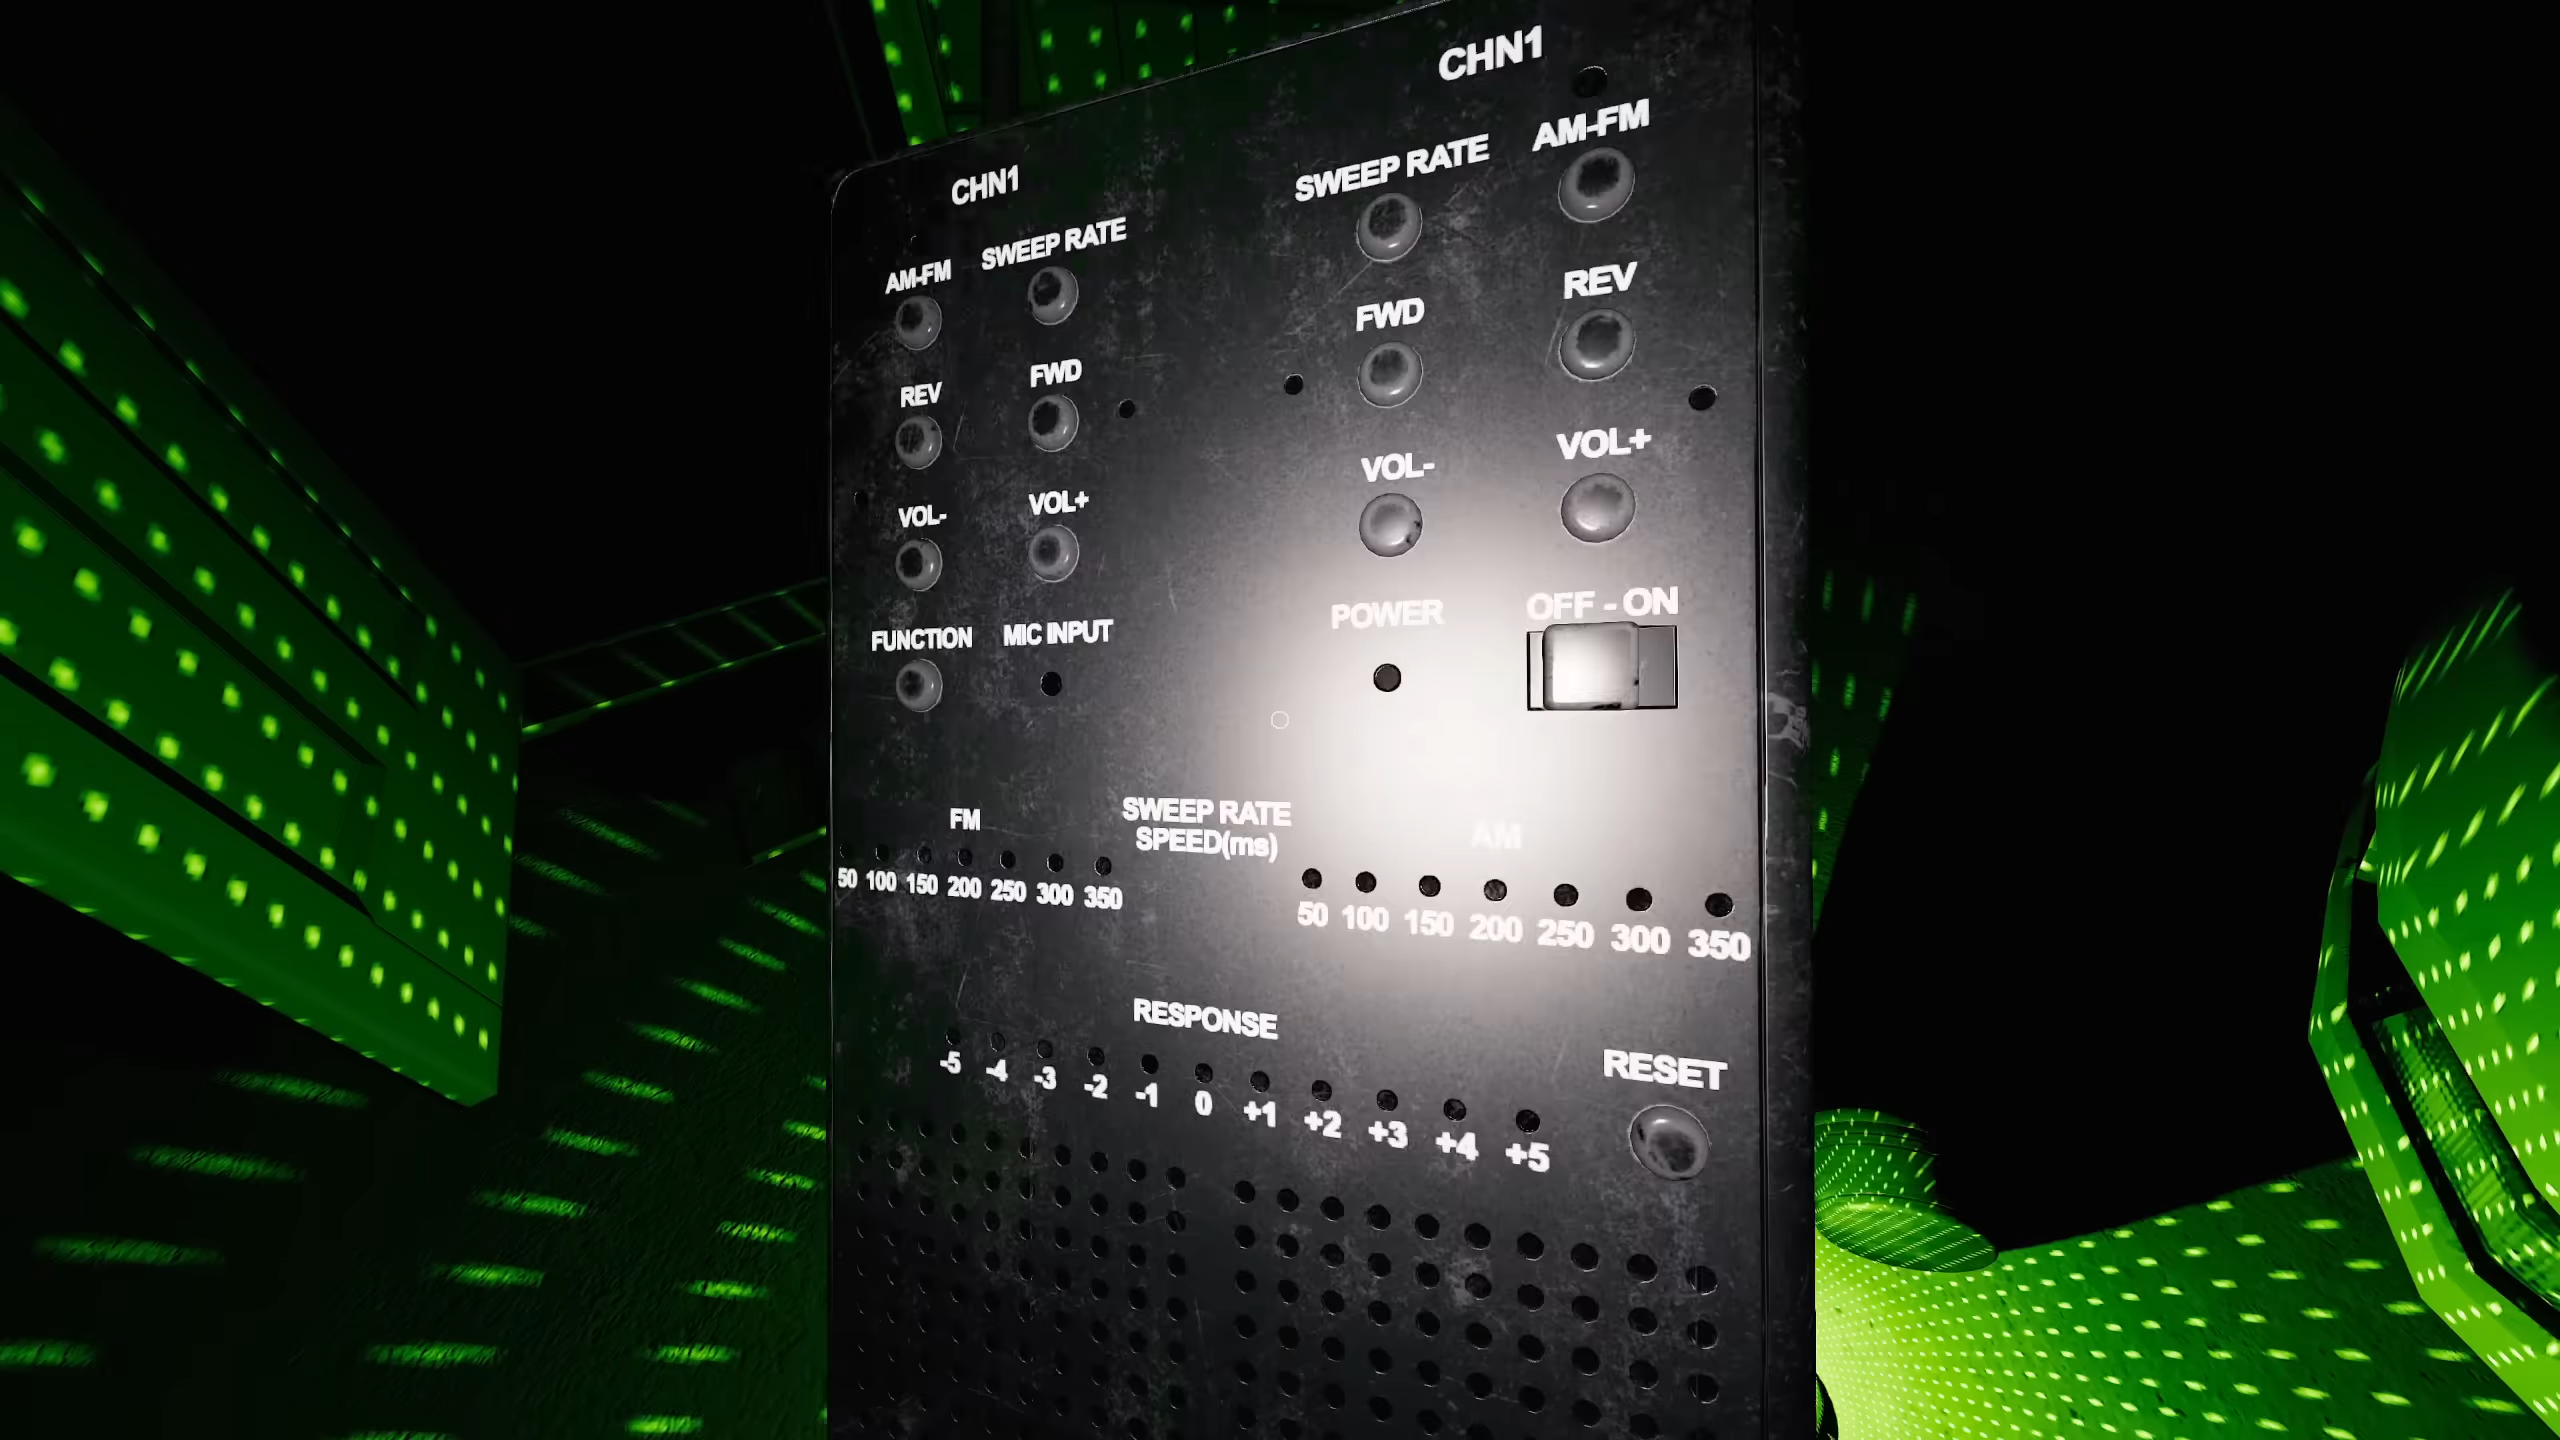 CHN1
CHN1
AM-FM SWEEP RATE
SWEEP RATE AM-FM
REV FWD
FWD REV
VOL- VOL+
VOL- VOL+
FUNCTION MIC INPUT
POWER OFF - ON
FM
SWEEP RATE
SPEED(ms)
AM
50 100 150 200 250 300 350
50 100 150 200 250 300 350
RESPONSE
-5 -4 -3 -2 -1 0 +1 +2 +3 +4 +5
RESET